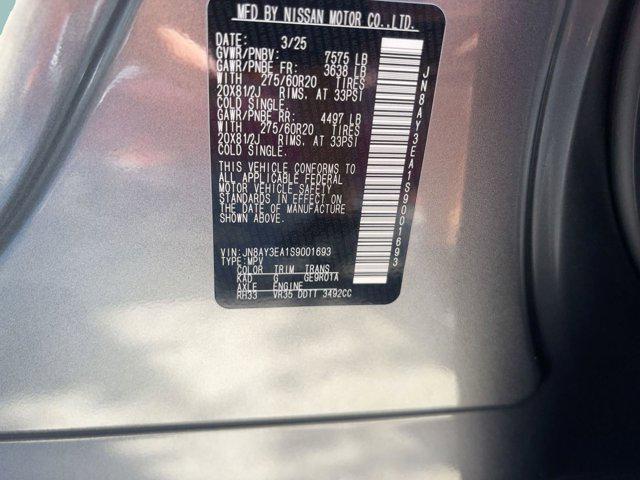 MFD BY NISSAN MOTOR CO.,LTD.
DATE: 3/25
GVWR/PNBV: 7575 LB
GAWR/PNBE FR: 3638 LB
WITH 275/60R20 TIRES
20X81/2J RIMS, AT 33PSI
COLD SINGLE.
GAWR/PNBE RR: 4497 LB
WITH 275/60R20 TIRES
20X81/2J RIMS, AT 33PSI
COLD SINGLE.
THIS VEHICLE CONFORMS TO
ALL APPLICABLE FEDERAL
MOTOR VEHICLE SAFETY
STANDARDS IN EFFECT ON
THE DATE OF MANUFACTURE
SHOWN ABOVE.
VIN:JN8AY3EA1S9001693
TYPE:MPV
COLOR TRIM TRANS
KAD G GE9R01A
AXLE ENGINE
RH33 VR35 DDTT 3492CC
JN8AY3EA1S9001693